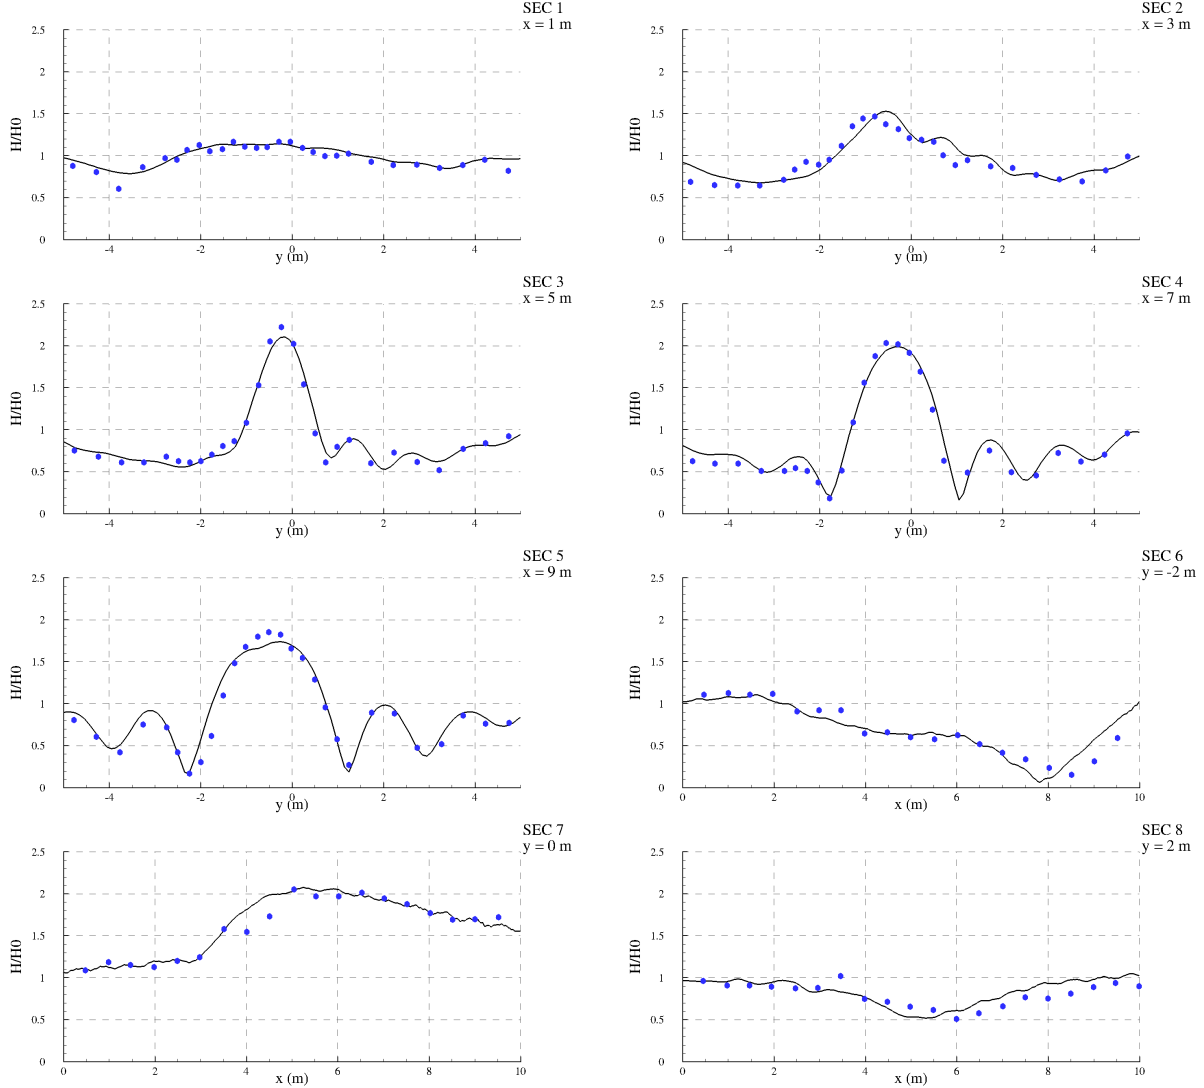 SEC 1
x = 1 m
2.5
2
1.5
1
0.5
0
H/H0
-4 -2 0 2 4
y (m)
SEC 2
x = 3 m
2.5
2
1.5
1
0.5
0
H/H0
-4 -2 0 2 4
y (m)
SEC 3
x = 5 m
2.5
2
1.5
1
0.5
0
H/H0
-4 -2 0 2 4
y (m)
SEC 4
x = 7 m
2.5
2
1.5
1
0.5
0
H/H0
-4 -2 0 2 4
y (m)
SEC 5
x = 9 m
2.5
2
1.5
1
0.5
0
H/H0
-4 -2 0 2 4
y (m)
SEC 6
y = -2 m
2.5
2
1.5
1
0.5
0
H/H0
0 2 4 6 8 10
x (m)
SEC 7
y = 0 m
2.5
2
1.5
1
0.5
0
H/H0
0 2 4 6 8 10
x (m)
SEC 8
y = 2 m
2.5
2
1.5
1
0.5
0
H/H0
0 2 4 6 8 10
x (m)